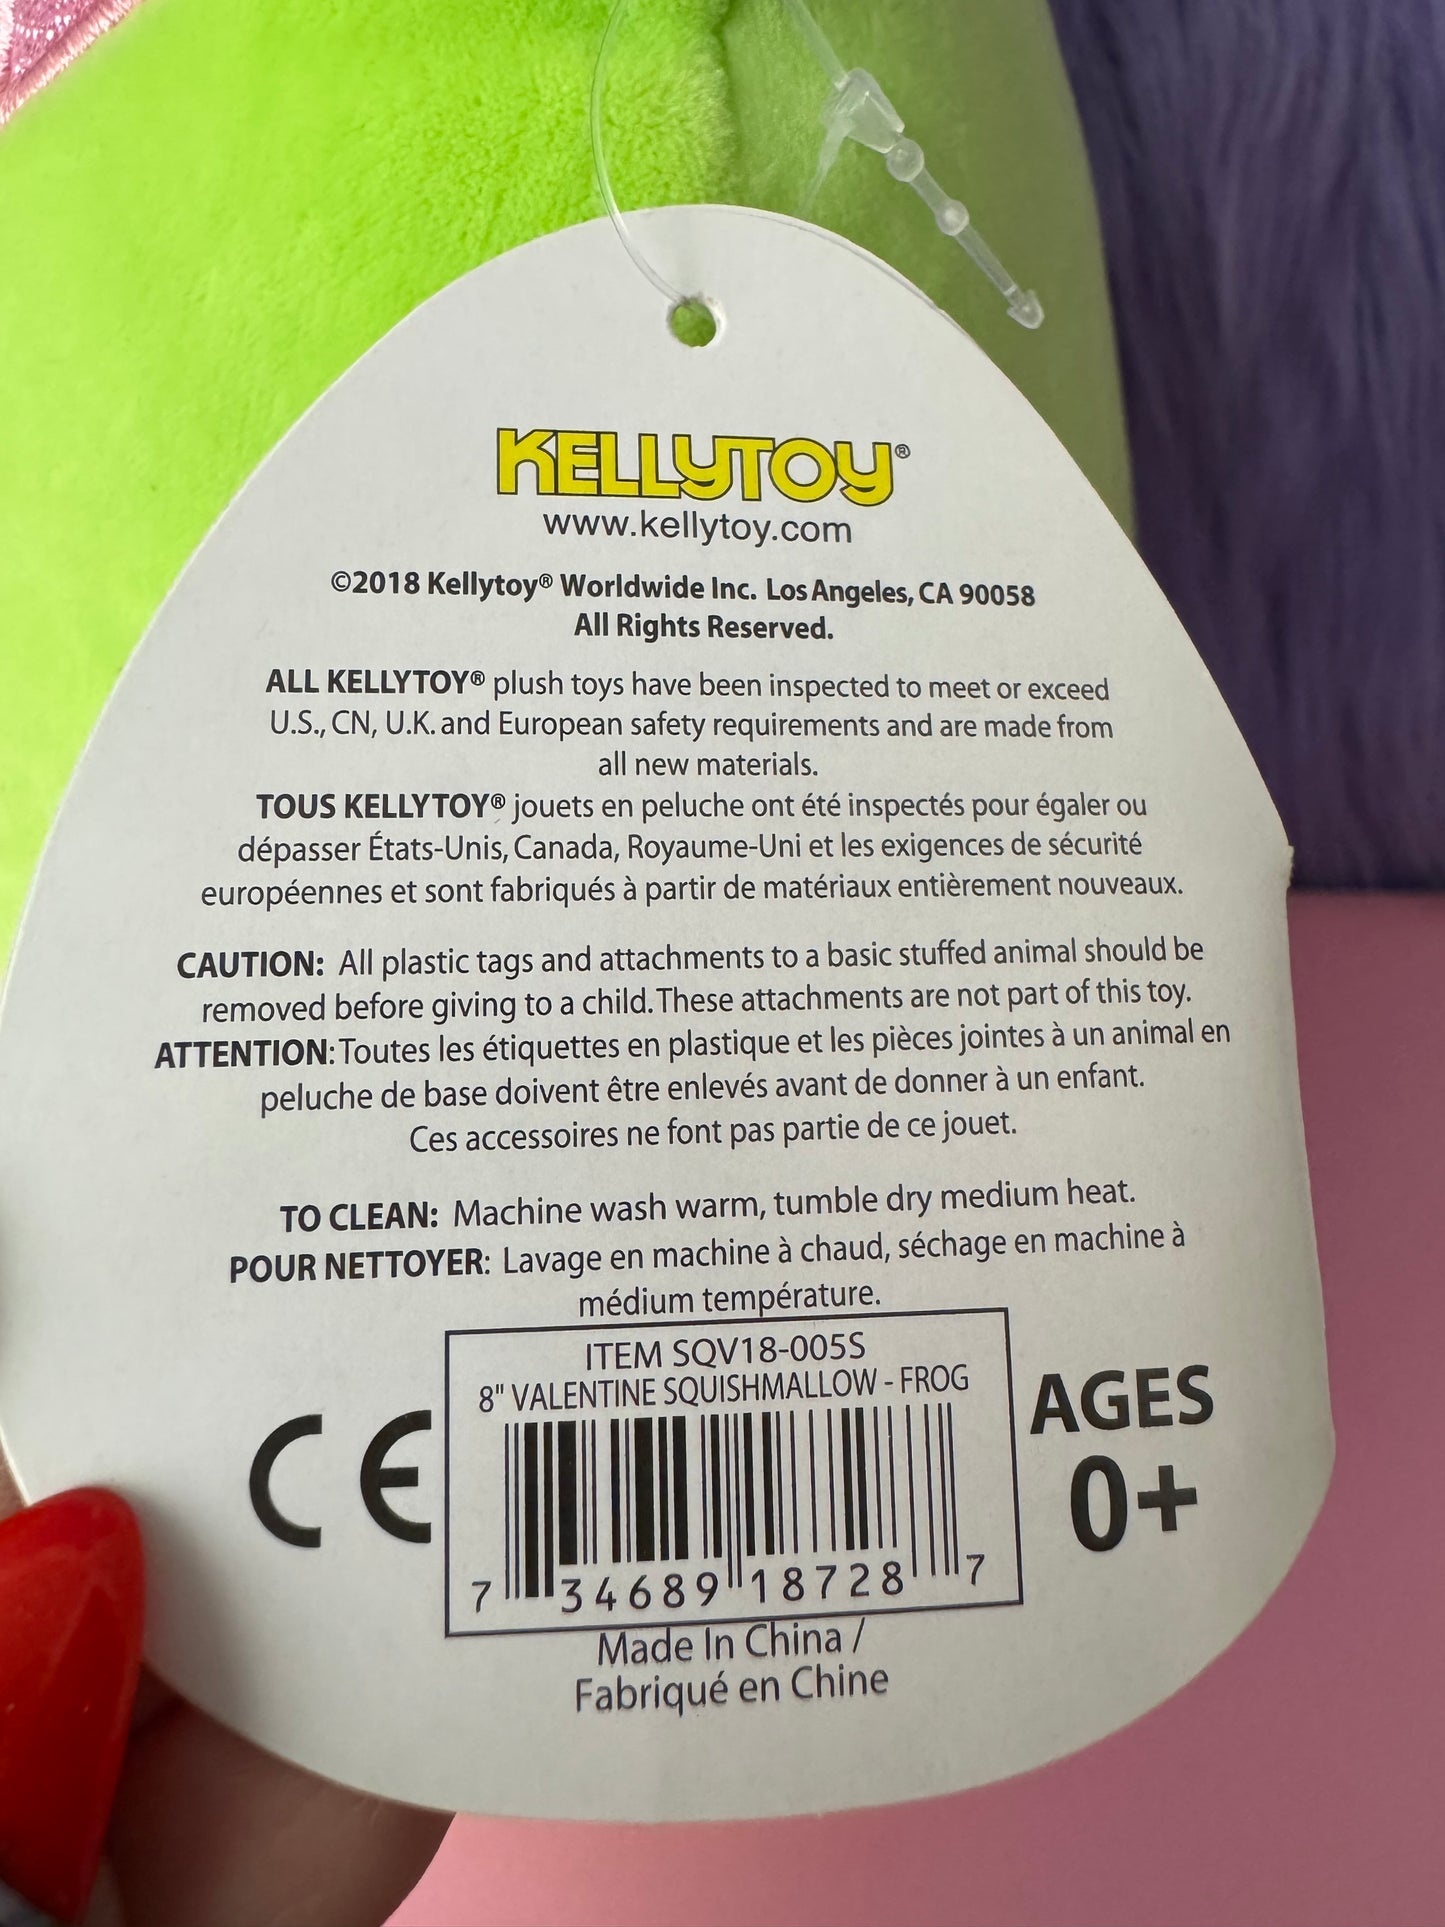 KELLYTOY®
www.kellytoy.com
©2018 Kellytoy® Worldwide Inc. Los Angeles, CA 90058
All Rights Reserved.
ALL KELLYTOY® plush toys have been inspected to meet or exceed
U.S., CN, U.K. and European safety requirements and are made from
all new materials.
TOUS KELLYTOY® jouets en peluche ont été inspectés pour égaler ou
dépasser États-Unis, Canada, Royaume-Uni et les exigences de sécurité
européennes et sont fabriqués à partir de matériaux entièrement nouveaux.
CAUTION: All plastic tags and attachments to a basic stuffed animal should be
removed before giving to a child. These attachments are not part of this toy.
ATTENTION: Toutes les étiquettes en plastique et les pièces jointes à un animal en
peluche de base doivent être enlevés avant de donner à un enfant.
Ces accessoires ne font pas partie de ce jouet.
TO CLEAN: Machine wash warm, tumble dry medium heat.
POUR NETTOYER: Lavage en machine à chaud, séchage en machine à
médium température.
ITEM SQV18-005S
8" VALENTINE SQUISHMALLOW - FROG
CE
AGES
0+
7 34689 18728 7
Made In China /
Fabriqué en Chine